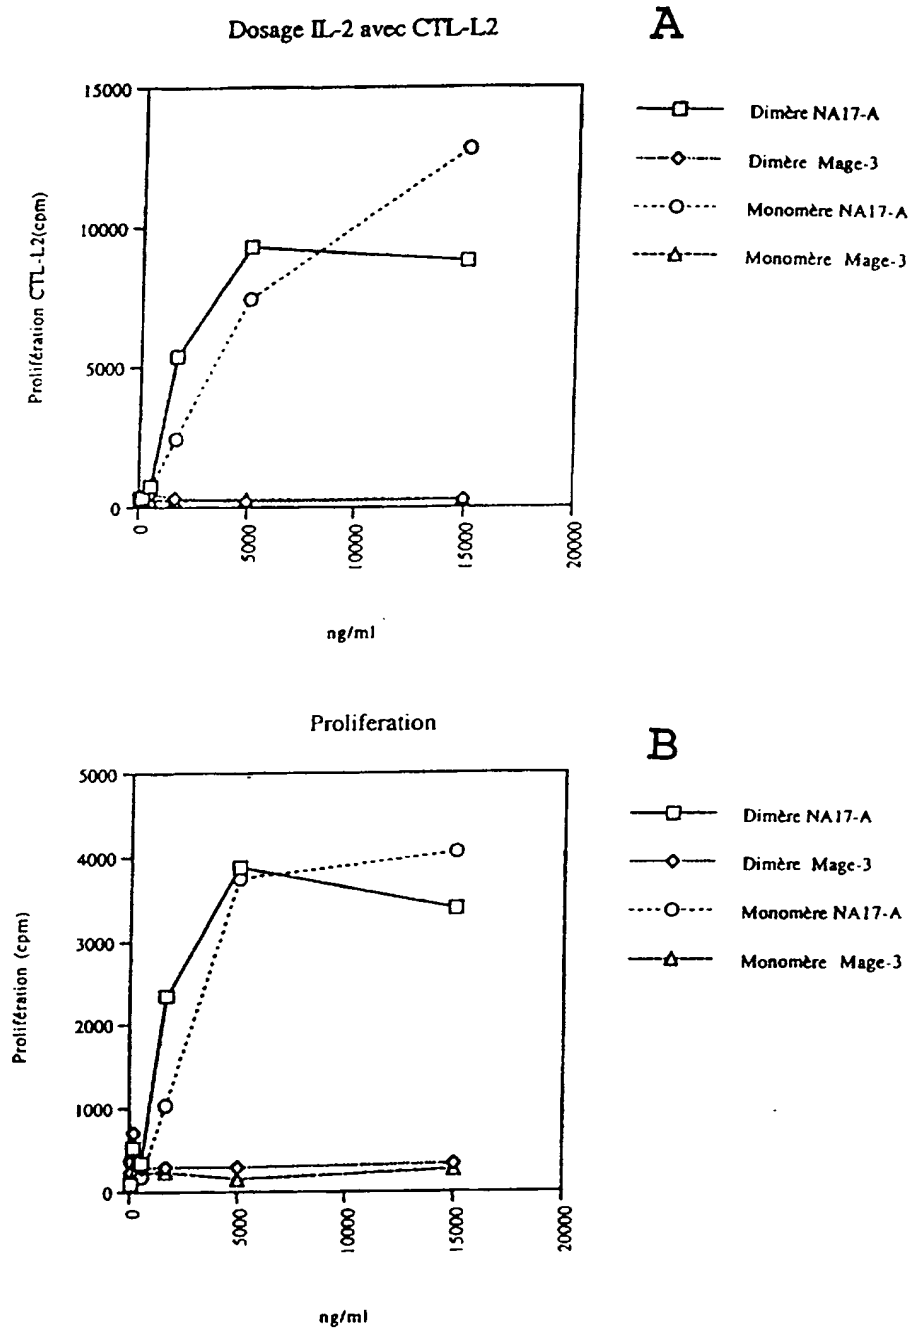 Dosage IL-2 avec CTL-L2
A
15000
10000
5000
0
Prolifération CTL-L2(cpm)
0
5000
10000
15000
20000
ng/ml
Dimère NA17-A
Dimère Mage-3
Monomère NA17-A
Monomère Mage-3
Proliferation
B
5000
4000
3000
2000
1000
0
Prolifération (cpm)
0
5000
10000
15000
20000
ng/ml
Dimère NA17-A
Dimère Mage-3
Monomère NA17-A
Monomère Mage-3